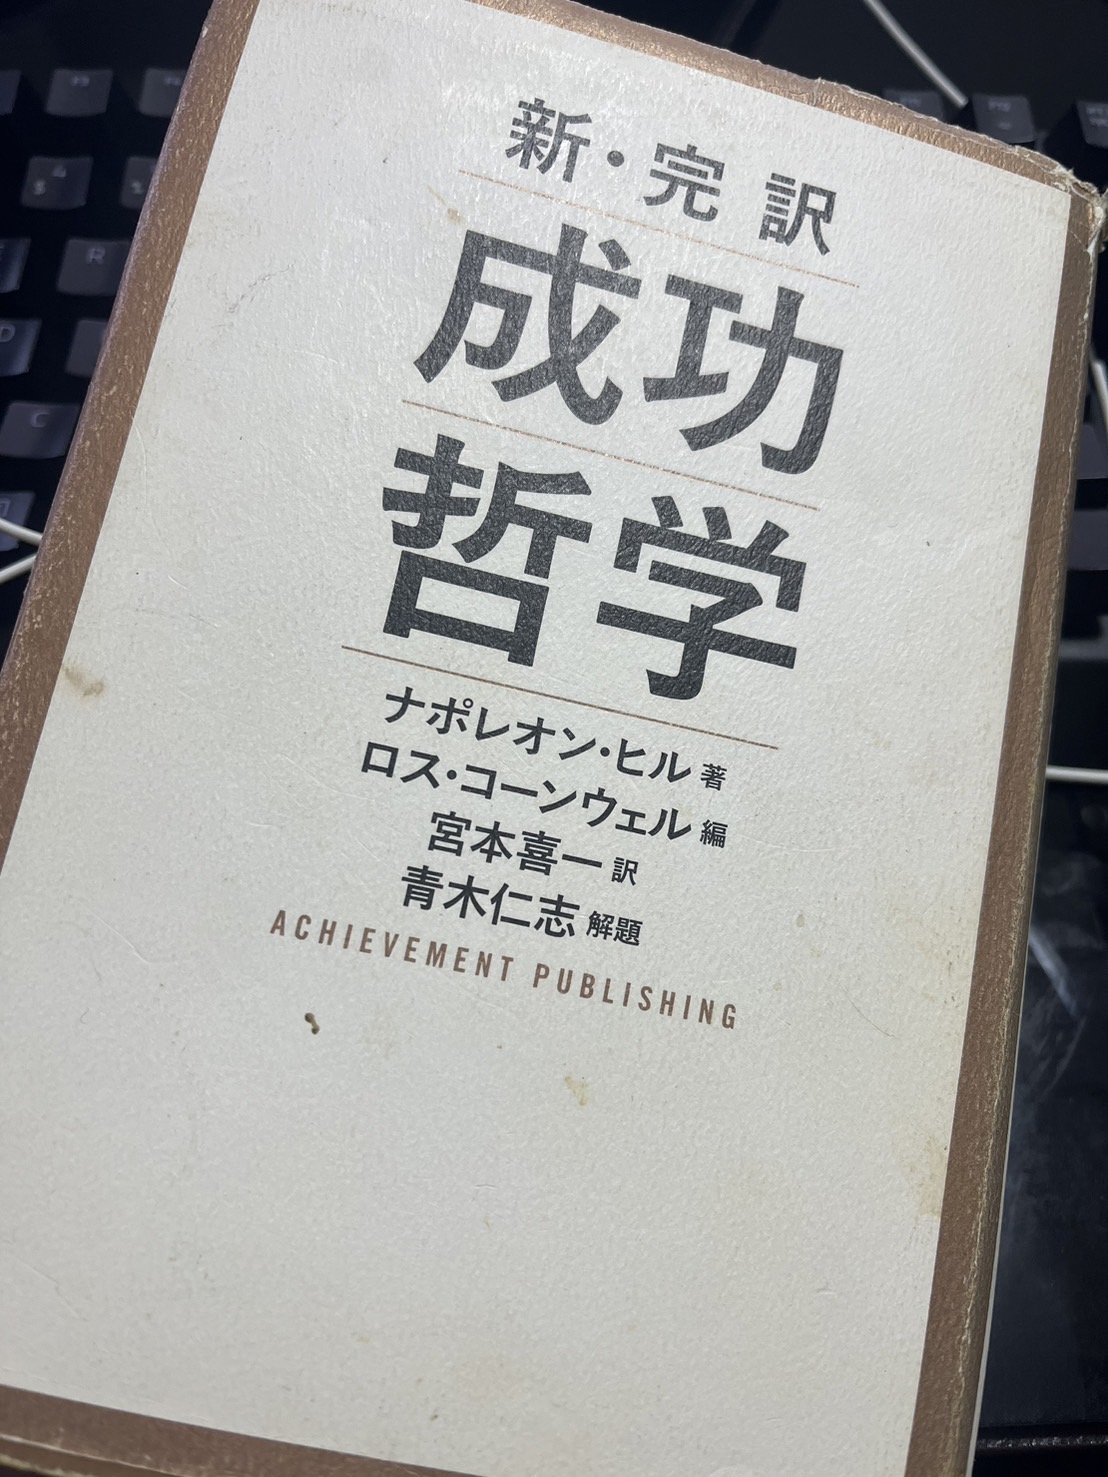 新・完訳
成功
哲学
ナポレオン・ヒル 著
ロス・コーンウェル 編
宮本喜一 訳
青木仁志 解題
ACHIEVEMENT PUBLISHING
R
C